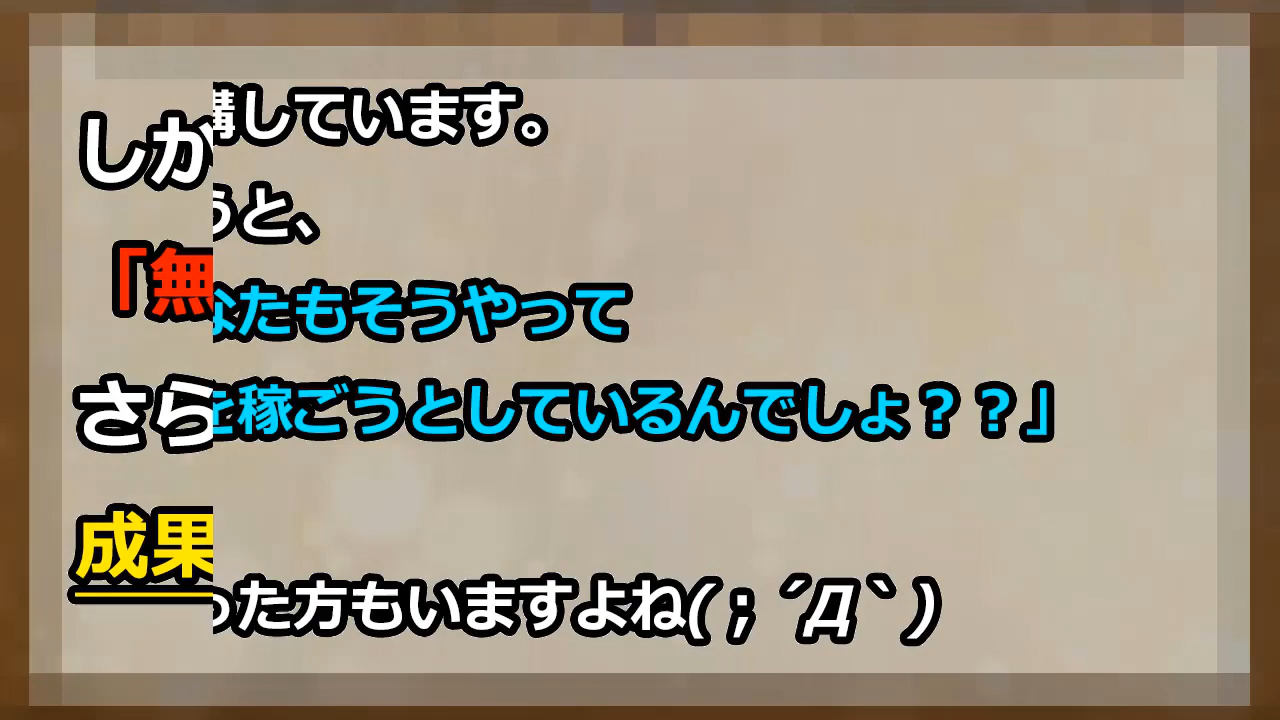 しか
講しています。
うと、
「無
なたもそうやって
さら
を稼ごうとしているんでしょ？？」
成果
った方もいますよね(；´Д｀)